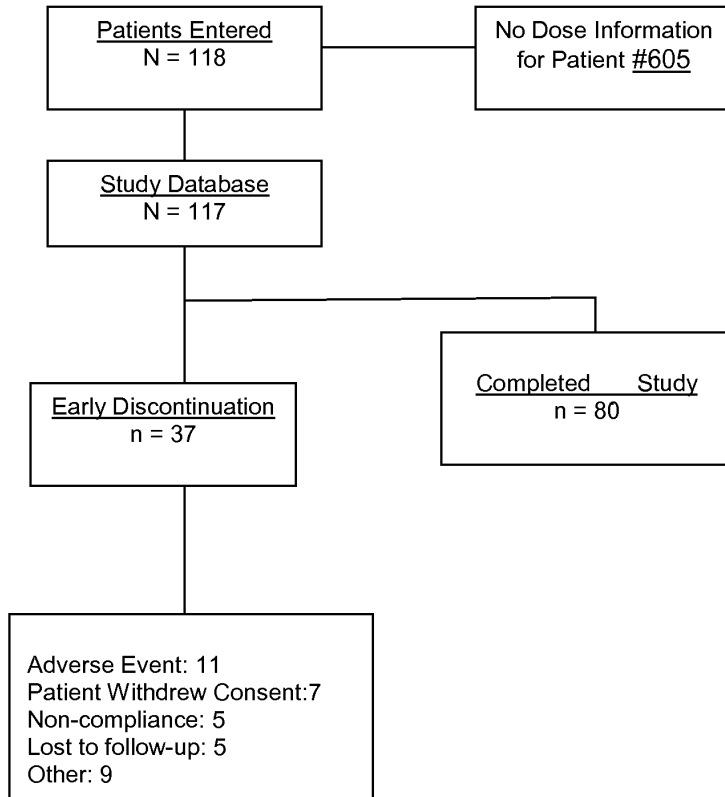 Patients Entered
N = 118
No Dose Information
for Patient #605
Study Database
N = 117
Completed Study
n = 80
Early Discontinuation
n = 37
Adverse Event: 11
Patient Withdrew Consent:7
Non-compliance: 5
Lost to follow-up: 5
Other: 9